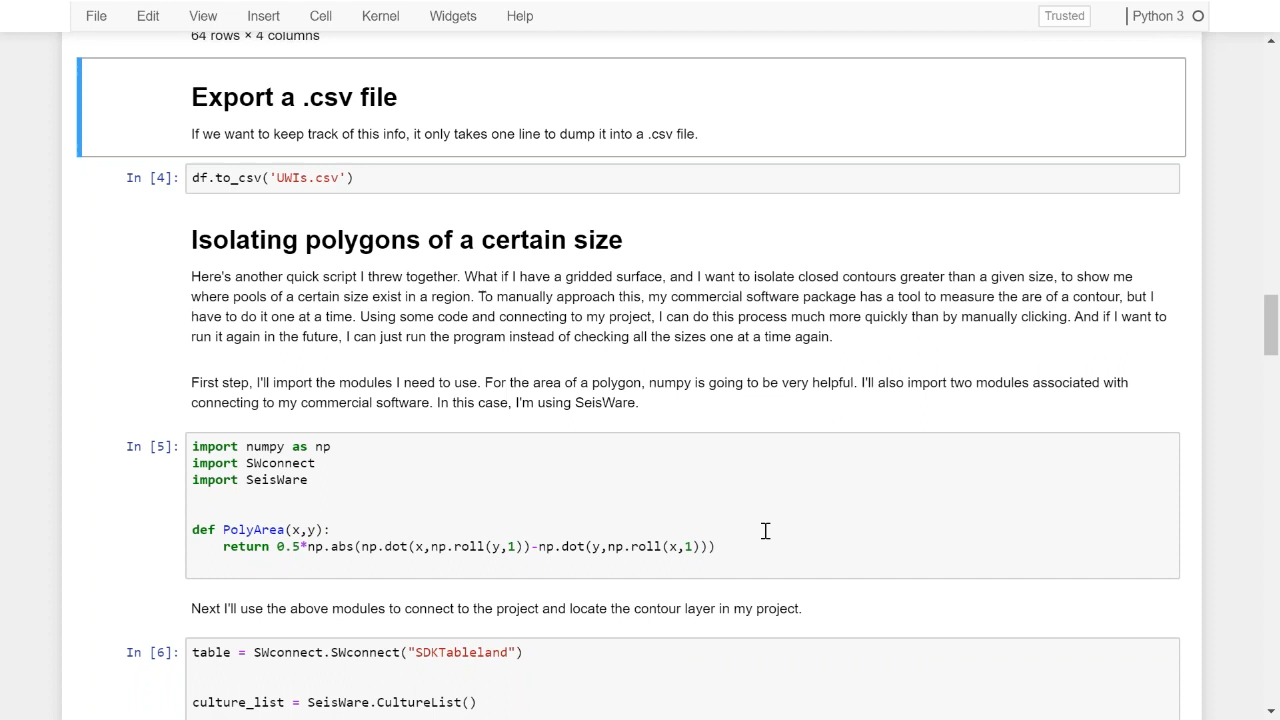 File Edit View Insert Cell Kernel Widgets Help Trusted Python 3
64 rows × 4 columns
Export a .csv file
If we want to keep track of this info, it only takes one line to dump it into a .csv file.
In [4]: df.to_csv('UWIs.csv')
Isolating polygons of a certain size
Here's another quick script I threw together. What if I have a gridded surface, and I want to isolate closed contours greater than a given size, to show me
where pools of a certain size exist in a region. To manually approach this, my commercial software package has a tool to measure the are of a contour, but I
have to do it one at a time. Using some code and connecting to my project, I can do this process much more quickly than by manually clicking. And if I want to
run it again in the future, I can just run the program instead of checking all the sizes one at a time again.
First step, I'll import the modules I need to use. For the area of a polygon, numpy is going to be very helpful. I'll also import two modules associated with
connecting to my commercial software. In this case, I'm using SeisWare.
In [5]: import numpy as np
import SWconnect
import SeisWare
def PolyArea(x,y):
return 0.5*np.abs(np.dot(x,np.roll(y,1))-np.dot(y,np.roll(x,1)))
Next I'll use the above modules to connect to the project and locate the contour layer in my project.
In [6]: table = SWconnect.SWconnect("SDKTableland")
culture_list = SeisWare.CultureList()